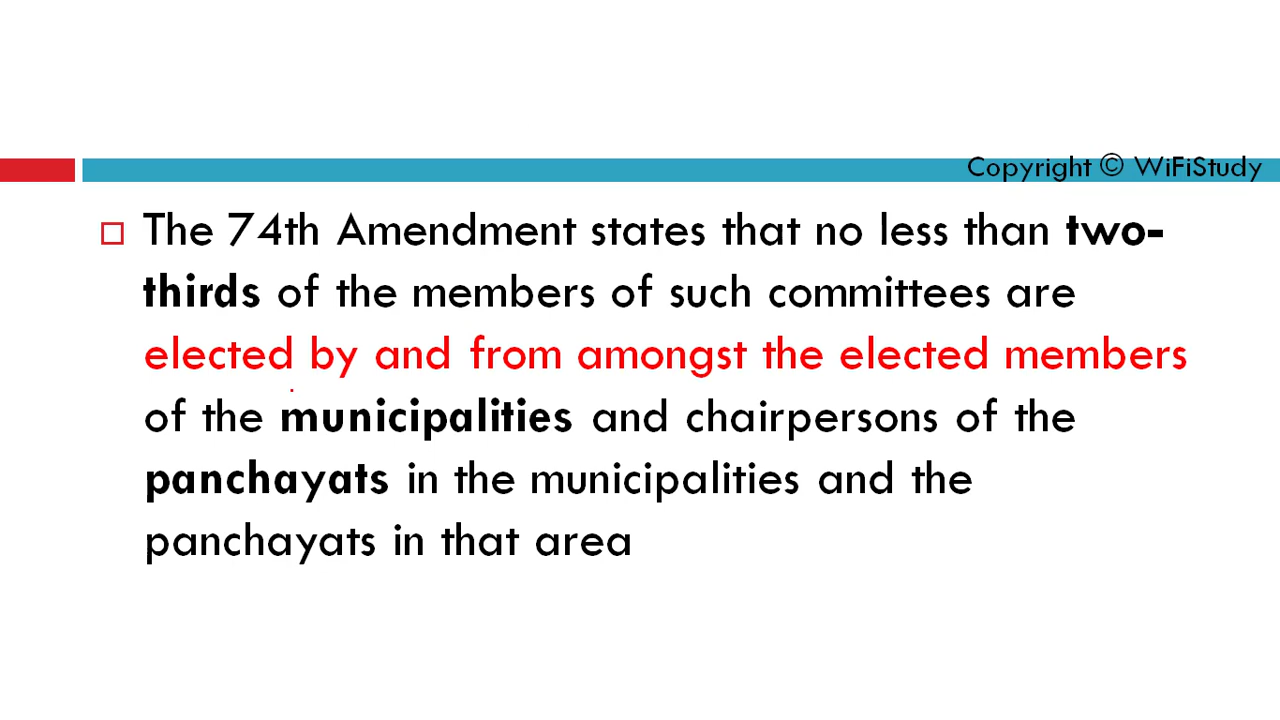 Copyright © WiFiStudy
The 74th Amendment states that no less than two-
thirds of the members of such committees are
elected by and from amongst the elected members
of the municipalities and chairpersons of the
panchayats in the municipalities and the
panchayats in that area